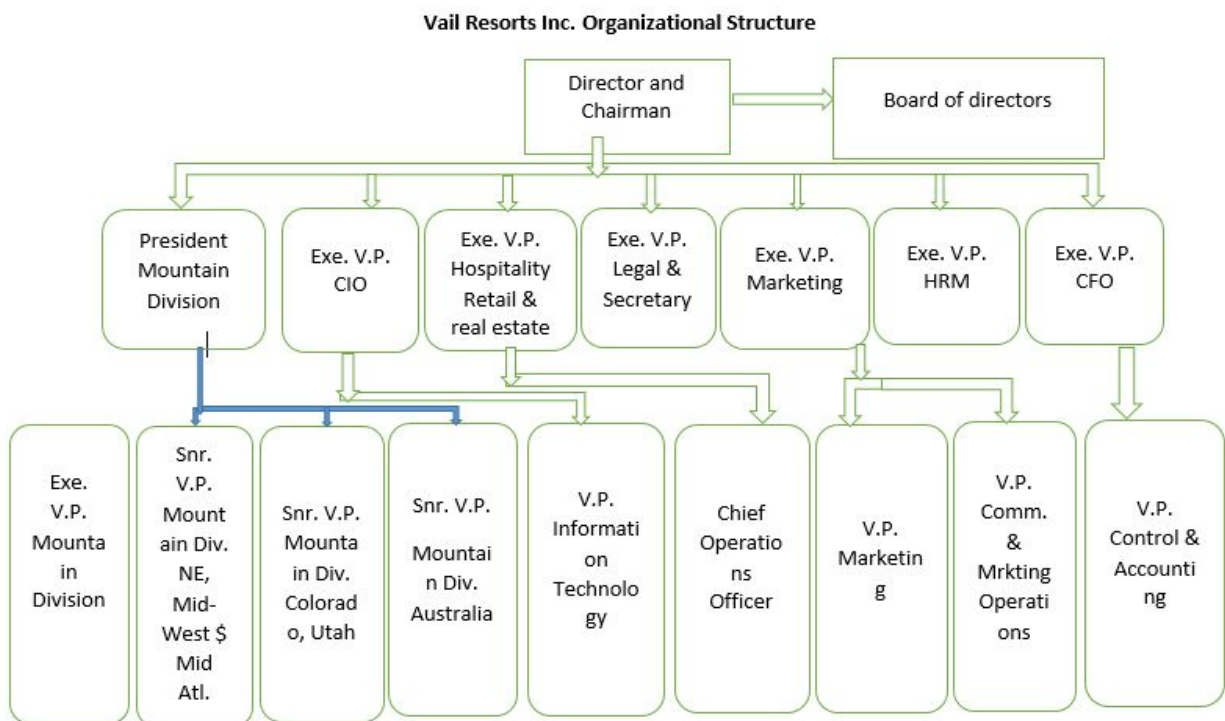 Vail Resorts Inc. Organizational Structure
Director and
Chairman
Board of directors
President
Mountain
Division
Exe. V.P.
CIO
Exe. V.P.
Hospitality
Retail &
real estate
Exe. V.P.
Legal &
Secretary
Exe. V.P.
Marketing
Exe. V.P.
HRM
Exe. V.P.
CFO
Exe.
V.P.
Mounta
in
Division
Snr.
V.P.
Mount
ain Div.
NE,
Mid-
West $
Mid
Atl.
Snr. V.P.
Mounta
in Div.
Colorad
o, Utah
Snr. V.P.
Mountai
n Div.
Australia
V.P.
Informati
on
Technolo
gy
Chief
Operatio
ns
Officer
V.P.
Marketin
g
V.P.
Comm.
&
Mrkting
Operati
ons
V.P.
Control &
Accounti
ng